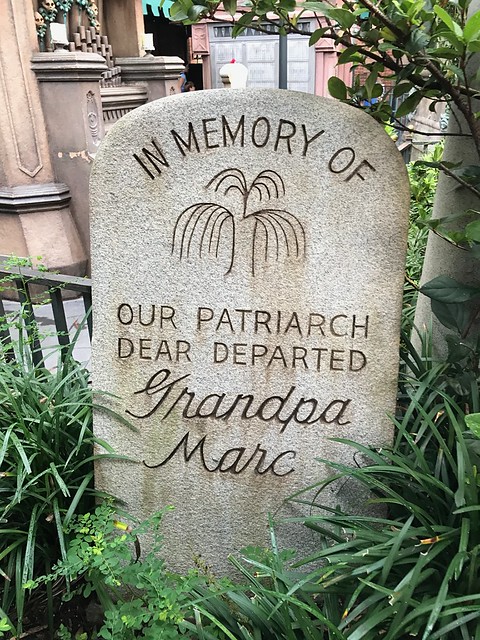 IN MEMORY OF
OUR PATRIARCH
DEAR DEPARTED
Grandpa
Marc